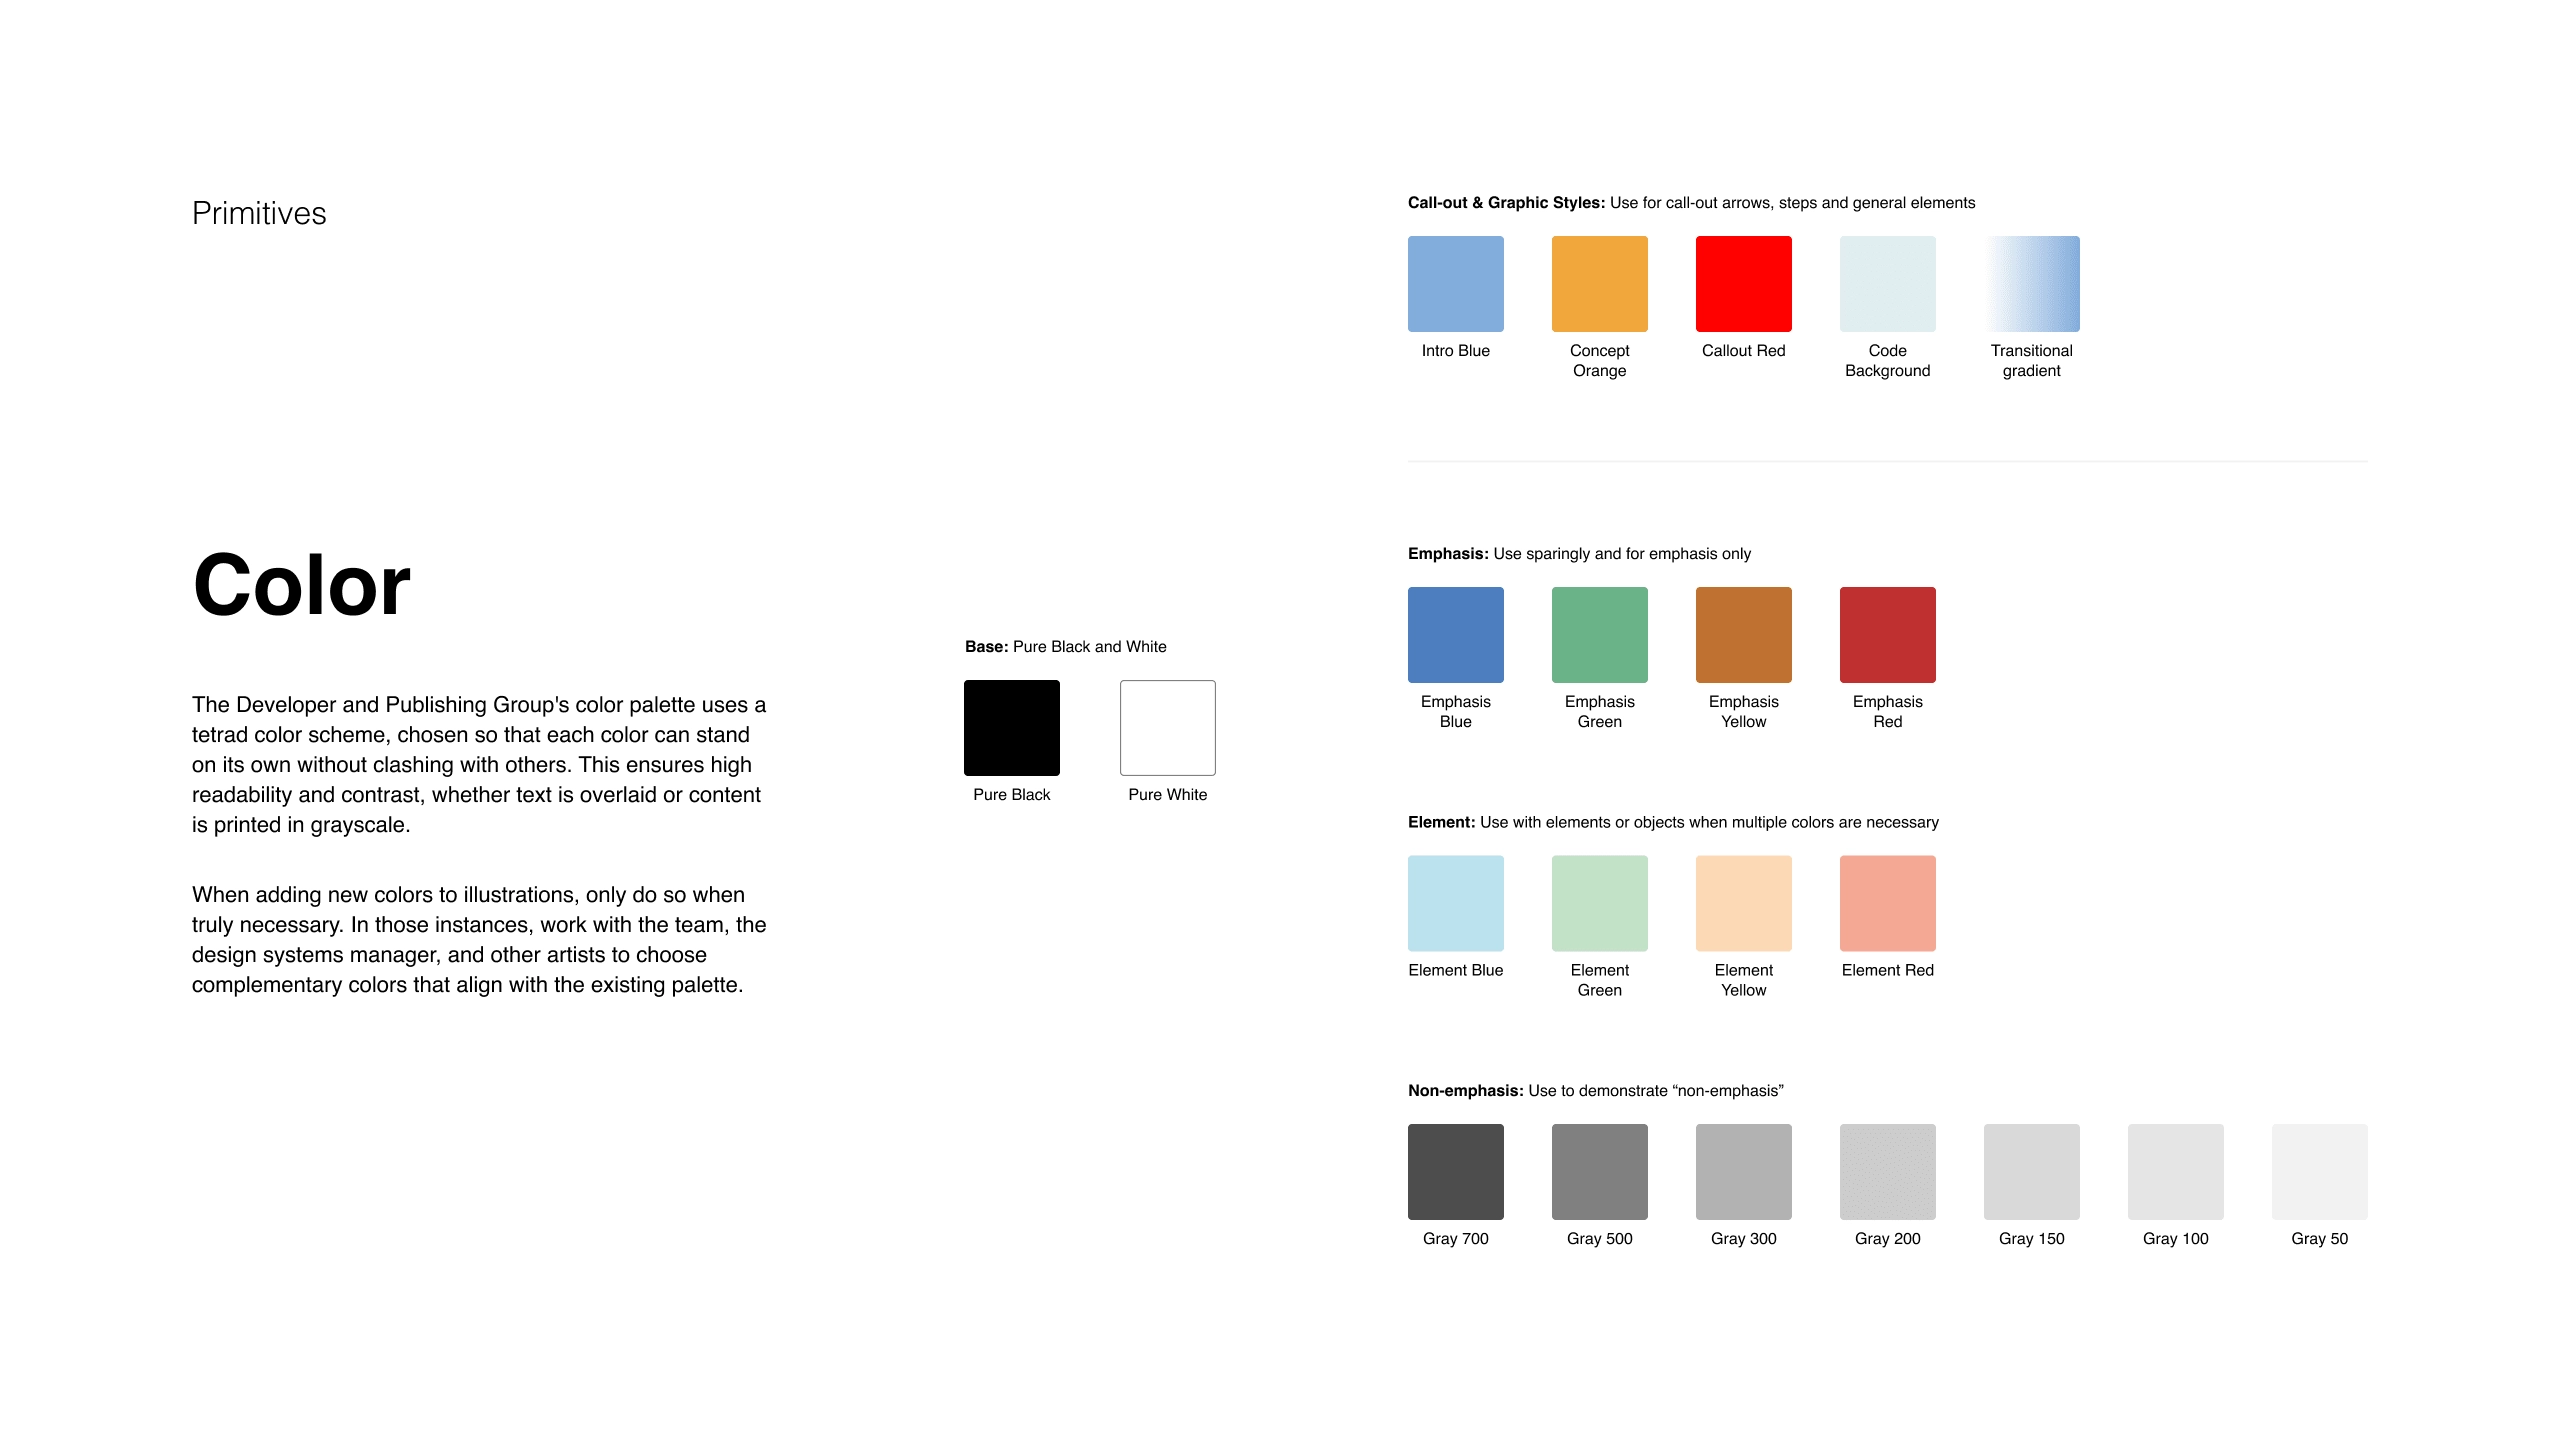 Primitives
Color
The Developer and Publishing Group's color palette uses a
tetrad color scheme, chosen so that each color can stand
on its own without clashing with others. This ensures high
readability and contrast, whether text is overlaid or content
is printed in grayscale.
When adding new colors to illustrations, only do so when
truly necessary. In those instances, work with the team, the
design systems manager, and other artists to choose
complementary colors that align with the existing palette.
Base: Pure Black and White
Pure Black
Pure White
Call-out & Graphic Styles: Use for call-out arrows, steps and general elements
Intro Blue
Concept
Orange
Callout Red
Code
Background
Transitional
gradient
Emphasis: Use sparingly and for emphasis only
Emphasis
Blue
Emphasis
Green
Emphasis
Yellow
Emphasis
Red
Element: Use with elements or objects when multiple colors are necessary
Element Blue
Element
Green
Element
Yellow
Element Red
Non-emphasis: Use to demonstrate “non-emphasis”
Gray 700
Gray 500
Gray 300
Gray 200
Gray 150
Gray 100
Gray 50